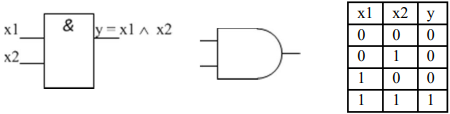 x1
x2
&
y = x1 ∧ x2
x1 x2 y
0 0 0
0 1 0
1 0 0
1 1 1